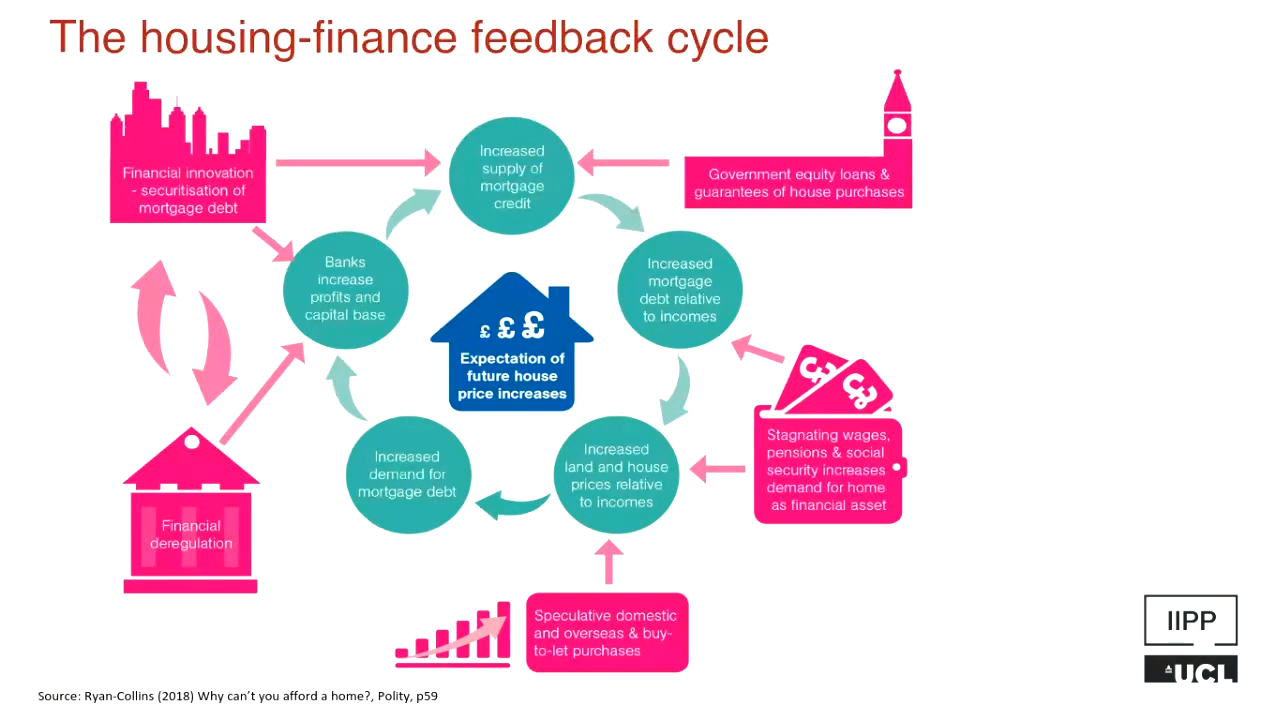 The housing-finance feedback cycle
Financial innovation
- securitisation of
mortgage debt
Increased
supply of
mortgage
credit
Government equity loans &
guarantees of house purchases
Banks
increase
profits and
capital base
Increased
mortgage
debt relative
to incomes
£ £ £
Expectation of
future house
price increases
£ £
Stagnating wages,
pensions & social
security increases
demand for home
as financial asset
Increased
demand for
mortgage debt
Increased
land and house
prices relative
to incomes
Financial
deregulation
Speculative domestic
and overseas & buy-
to-let purchases
IIPP
UCL
Source: Ryan-Collins (2018) Why can't you afford a home?, Polity, p59